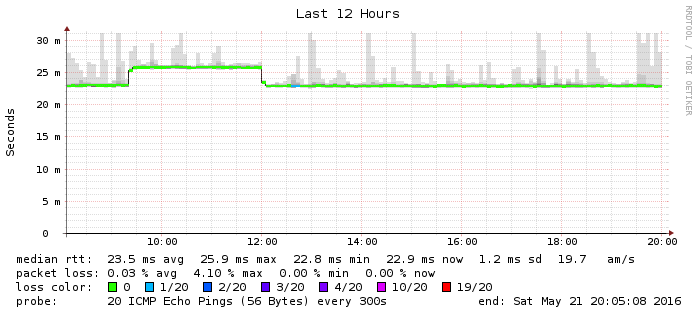 Last 12 Hours
RRDTOOL / TOBI OETIKER
Seconds
30 m
25 m
20 m
15 m
10 m
5 m
0
10:00 12:00 14:00 16:00 18:00 20:00
median rtt: 23.5 ms avg 25.9 ms max 22.8 ms min 22.9 ms now 1.2 ms sd 19.7 am/s
packet loss: 0.03 % avg 4.10 % max 0.00 % min 0.00 % now
loss color: 0 1/20 2/20 3/20 4/20 10/20 19/20
probe: 20 ICMP Echo Pings (56 Bytes) every 300s end: Sat May 21 20:05:08 2016